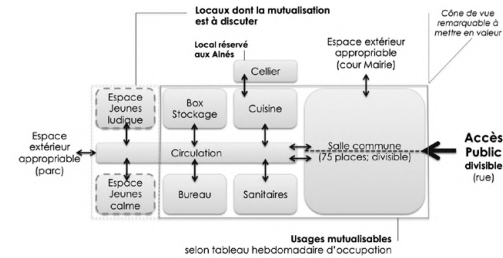 Locaux dont la mutualisation
est à discuter
Cône de vue
remarquable à
mettre en valeur
Local réservé
aux Aînés
Espace extérieur
appropriable
(cour Mairie)
Cellier
Espace
Jeunes
ludique
Box
Stockage
Cuisine
Espace
extérieur
appropriable
(parc)
Circulation
Salle commune
(75 places; divisible)
Accès
Public
divisible
(rue)
Espace
Jeunes
calme
Bureau
Sanitaires
Usages mutualisables
selon tableau hebdomadaire d'occupation